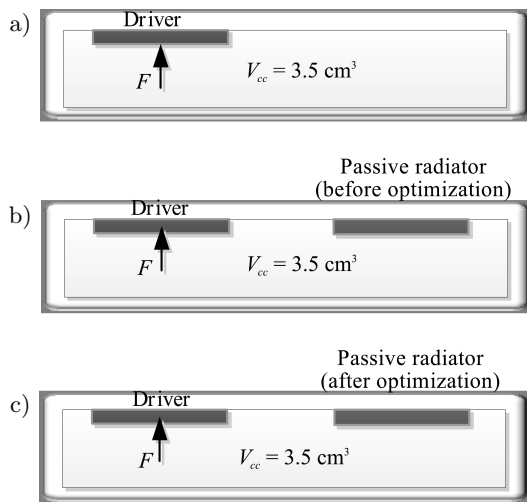 a)
Driver
F
V_cc = 3.5 cm³
Passive radiator
(before optimization)
b)
Driver
F
V_cc = 3.5 cm³
Passive radiator
(after optimization)
c)
Driver
F
V_cc = 3.5 cm³